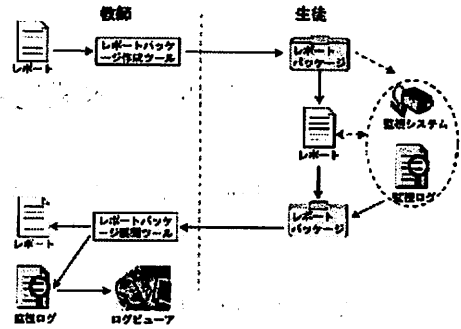 教師
生徒
レポート
レポートパッケ
ージ作成ツール
レポート
パッケージ
監視システム
レポート
監視ログ
レポート
パッケージ
レポート
レポートパッケ
ージ展開ツール
監視ログ
ログビューア